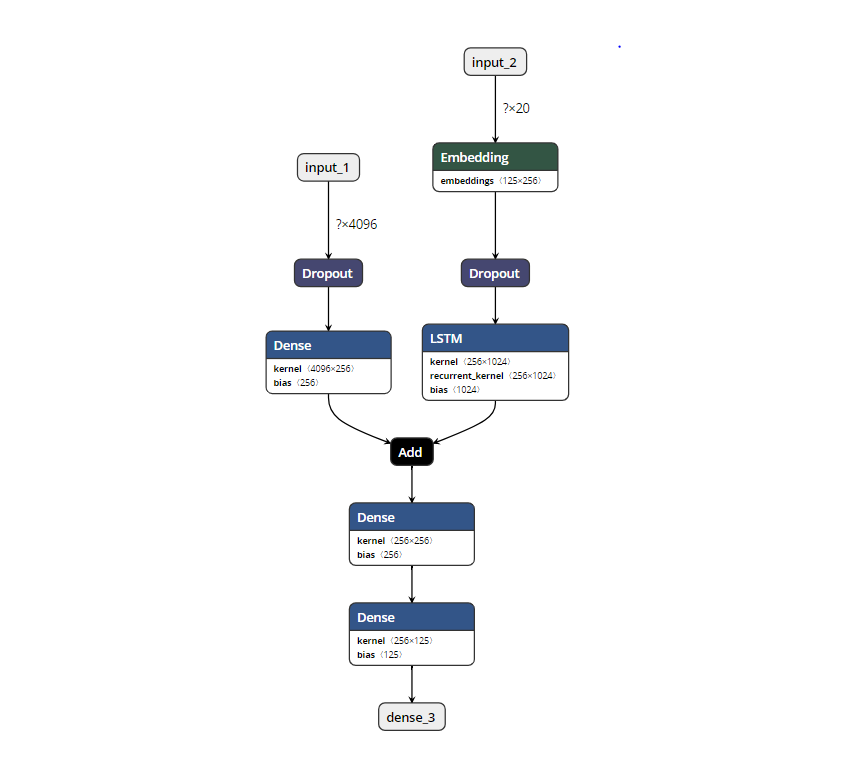 input_2
?×20
Embedding
embeddings 〈125×256〉
input_1
?×4096
Dropout
Dropout
Dense
kernel 〈4096×256〉
bias 〈256〉
LSTM
kernel 〈256×1024〉
recurrent_kernel 〈256×1024〉
bias 〈1024〉
Add
Dense
kernel 〈256×256〉
bias 〈256〉
Dense
kernel 〈256×125〉
bias 〈125〉
dense_3